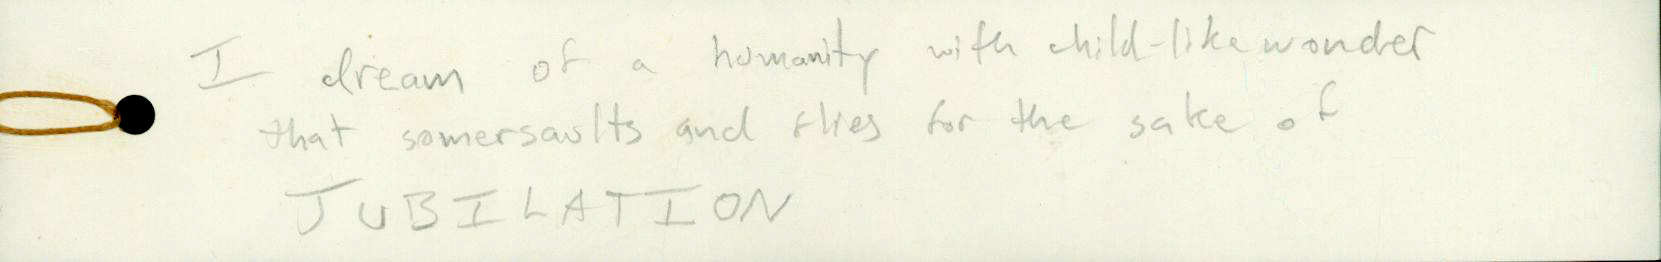 I dream of a humanity with child-like wonder
that somersaults and flies for the sake of
JUBILATION